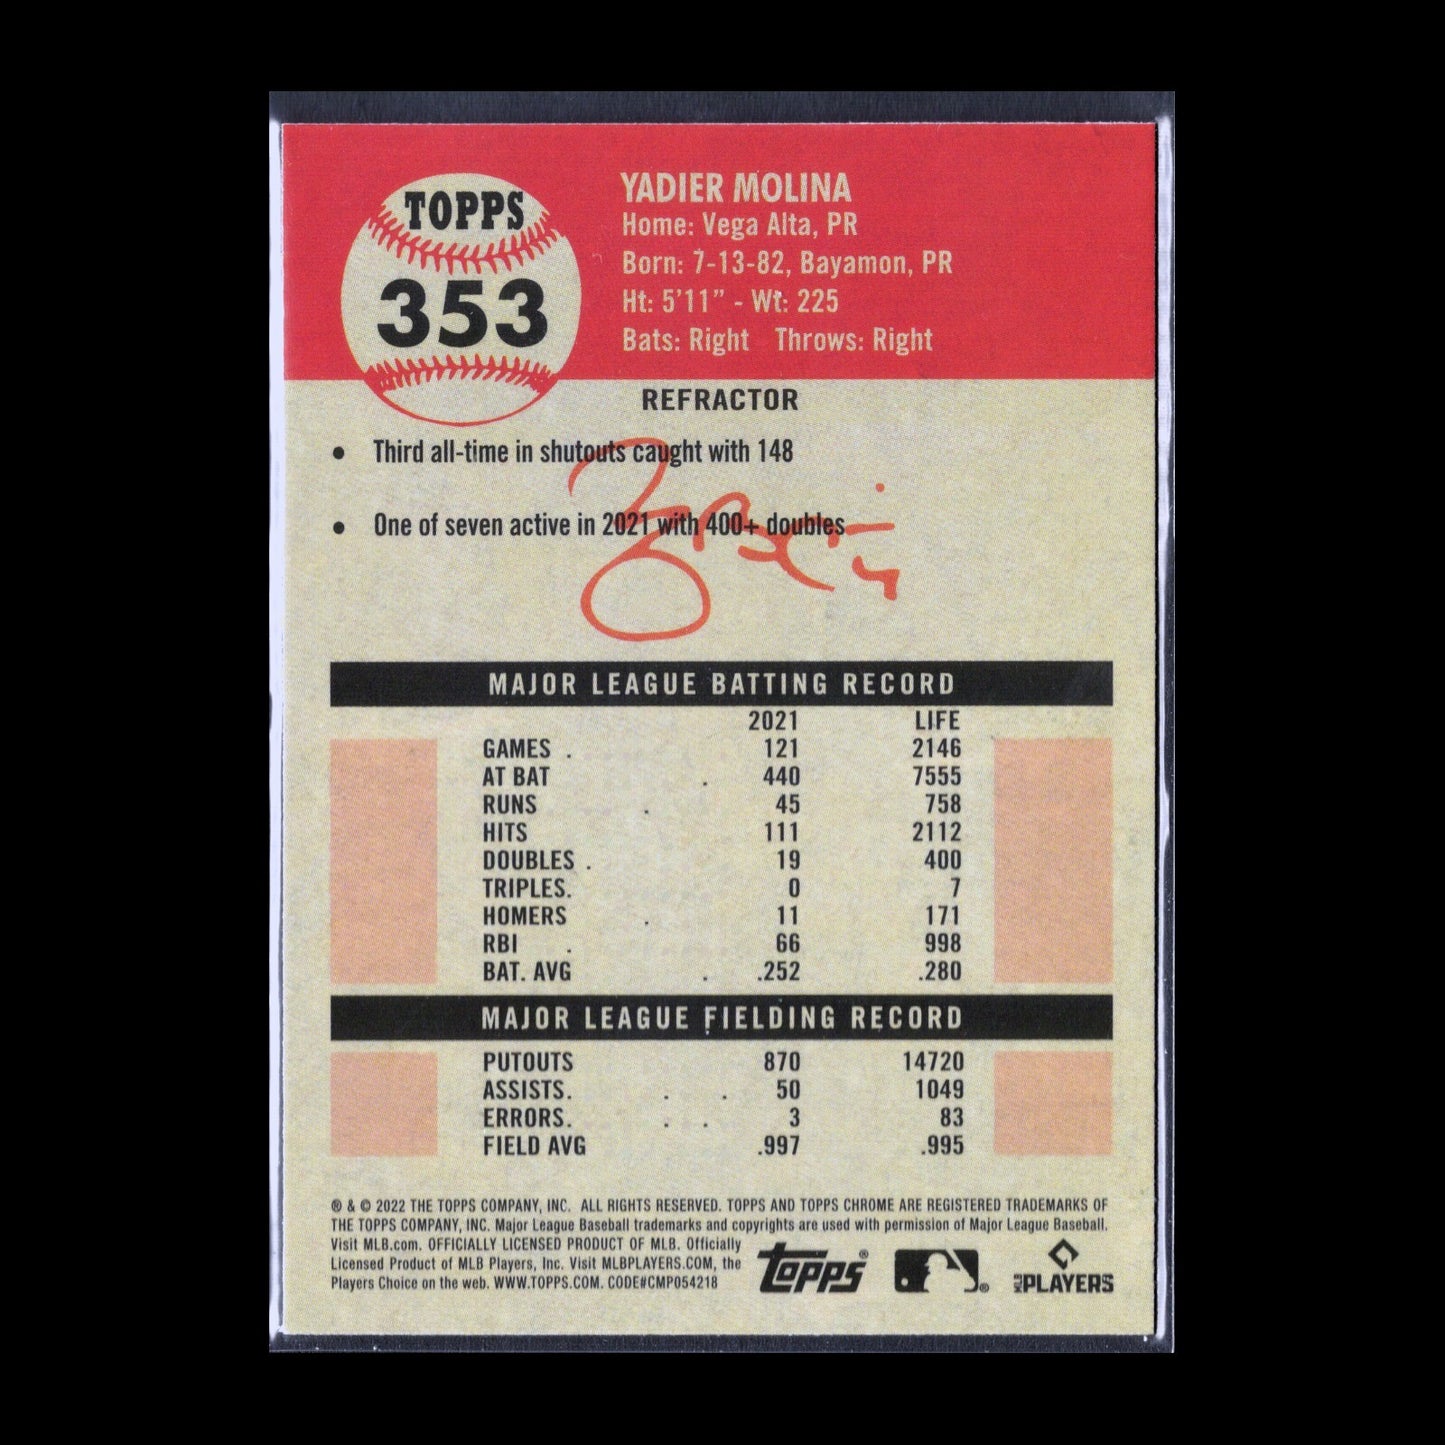 TOPPS
353
YADIER MOLINA
Home: Vega Alta, PR
Born: 7-13-82, Bayamon, PR
Ht: 5'11" - Wt: 225
Bats: Right Throws: Right
REFRACTOR
• Third all-time in shutouts caught with 148
• One of seven active in 2021 with 400+ doubles
MAJOR LEAGUE BATTING RECORD
2021 LIFE
GAMES . 121 2146
AT BAT . 440 7555
RUNS . 45 758
HITS 111 2112
DOUBLES . 19 400
TRIPLES. 0 7
HOMERS . 11 171
RBI . 66 998
BAT. AVG . .252 .280
MAJOR LEAGUE FIELDING RECORD
PUTOUTS 870 14720
ASSISTS. . . 50 1049
ERRORS. . . 3 83
FIELD AVG .997 .995
® & © 2022 THE TOPPS COMPANY, INC. ALL RIGHTS RESERVED. TOPPS AND TOPPS CHROME ARE REGISTERED TRADEMARKS OF
THE TOPPS COMPANY, INC. Major League Baseball trademarks and copyrights are used with permission of Major League Baseball.
Visit MLB.com. OFFICIALLY LICENSED PRODUCT OF MLB. Officially
Licensed Product of MLB Players, Inc. Visit MLBPLAYERS.COM, the
Players Choice on the web. WWW.TOPPS.COM. CODE#CMP054218
topps®
®
MLB PLAYERS